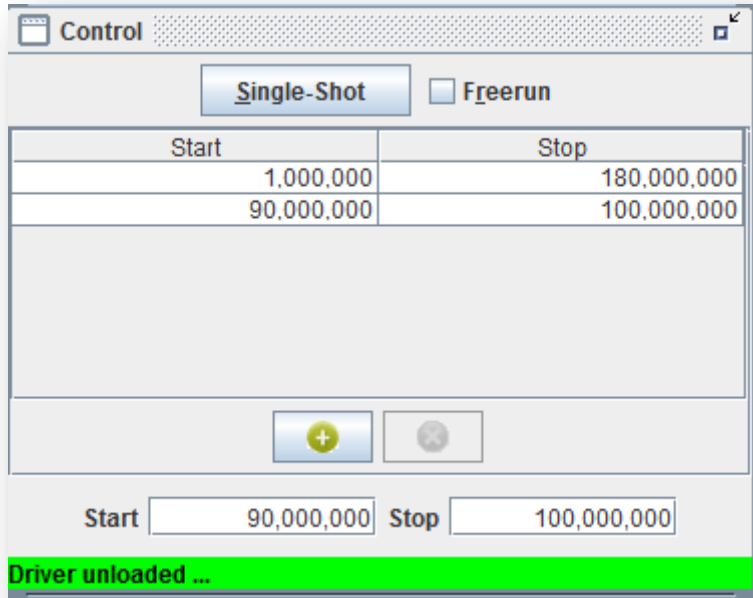 Control
Single-Shot Freerun
Start Stop
1,000,000 180,000,000
90,000,000 100,000,000
Start 90,000,000 Stop 100,000,000
Driver unloaded ...